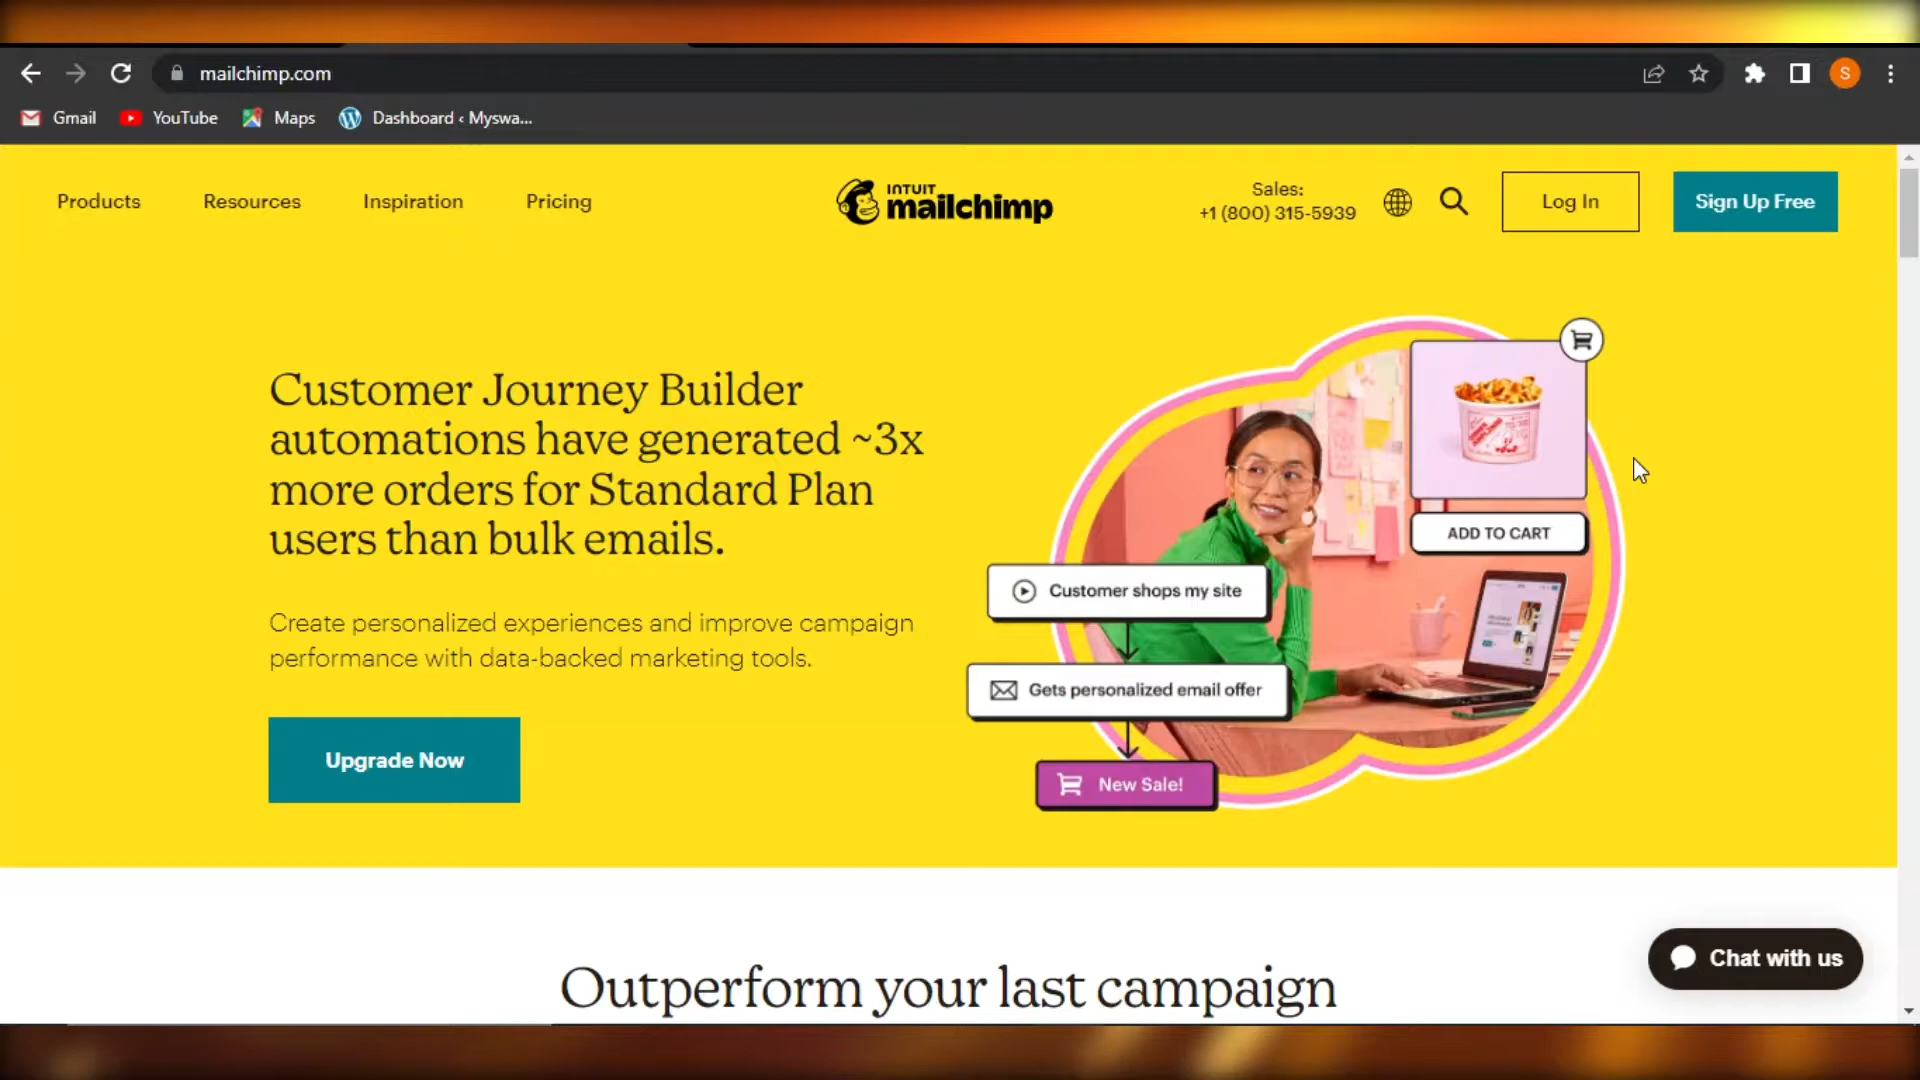 mailchimp.com
S
Gmail
YouTube
Maps
Dashboard ‹ Myswa...
Products
Resources
Inspiration
Pricing
INTUIT
mailchimp
Sales:
+1 (800) 315-5939
Log In
Sign Up Free
Customer Journey Builder
automations have generated ~3x
more orders for Standard Plan
users than bulk emails.
Create personalized experiences and improve campaign
performance with data-backed marketing tools.
Upgrade Now
ADD TO CART
Customer shops my site
Gets personalized email offer
New Sale!
Outperform your last campaign
Chat with us